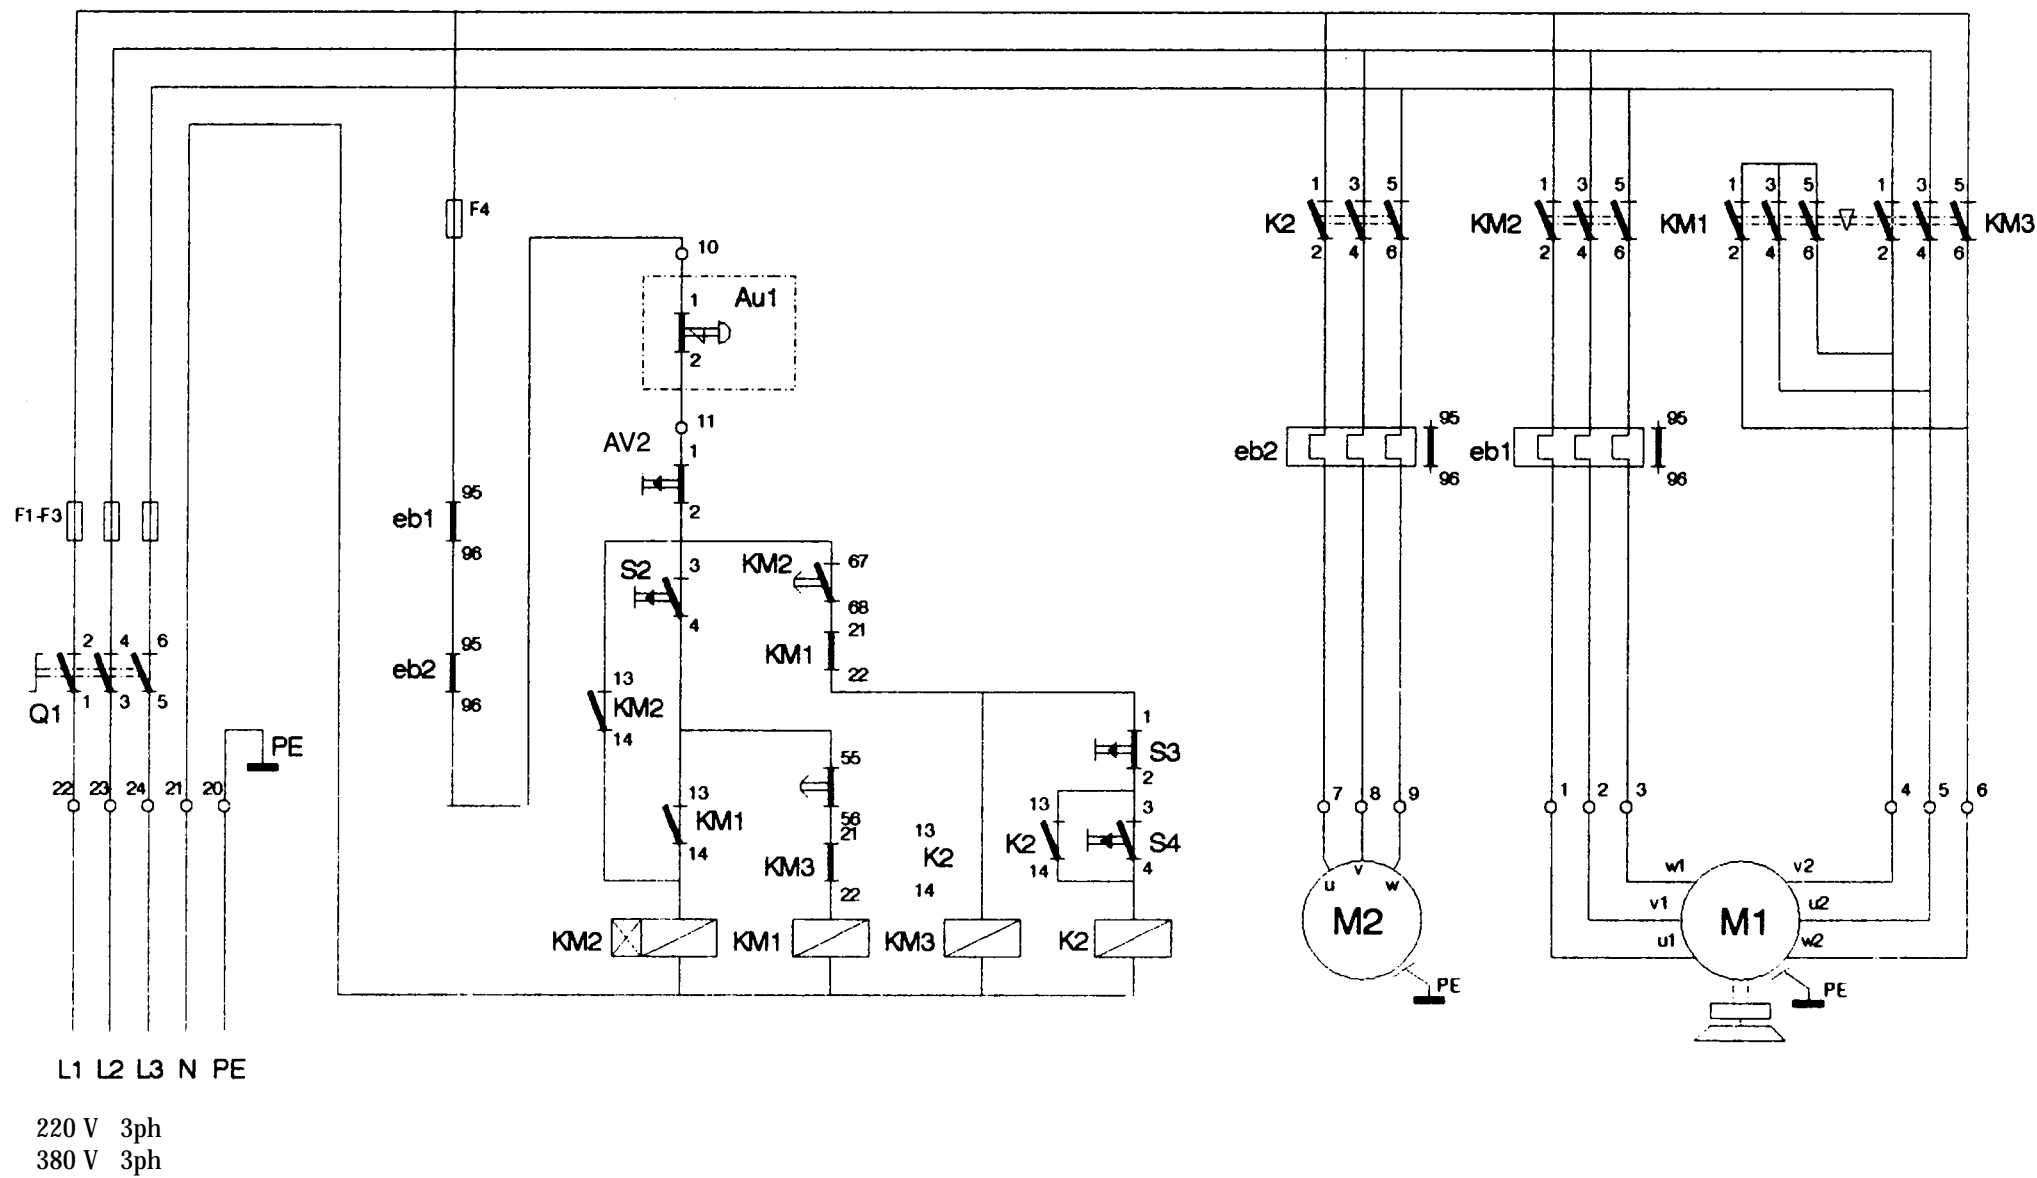 F4
10
1
Au1
2
11
AV2
1
2
F1-F3
95
eb1
96
95
eb2
96
S2
3
4
KM2
67
68
21
KM1
22
13
KM2
14
2 4 6
1 3 5
Q1
PE
22 23 24 21 20
55
56
13
KM1
14
21
KM3
22
13
K2
14
1
S3
2
13
K2
14
3
S4
4
KM2
KM1
KM3
K2
L1 L2 L3 N PE
220 V 3ph
380 V 3ph
1 3 5
K2
2 4 6
1 3 5
KM2
2 4 6
1 3 5
KM1
2 4 6
1 3 5
KM3
2 4 6
eb2
95
96
eb1
95
96
7 8 9
1 2 3
4 5 6
u v w
M2
PE
w1
v1
u1
M1
v2
u2
w2
PE